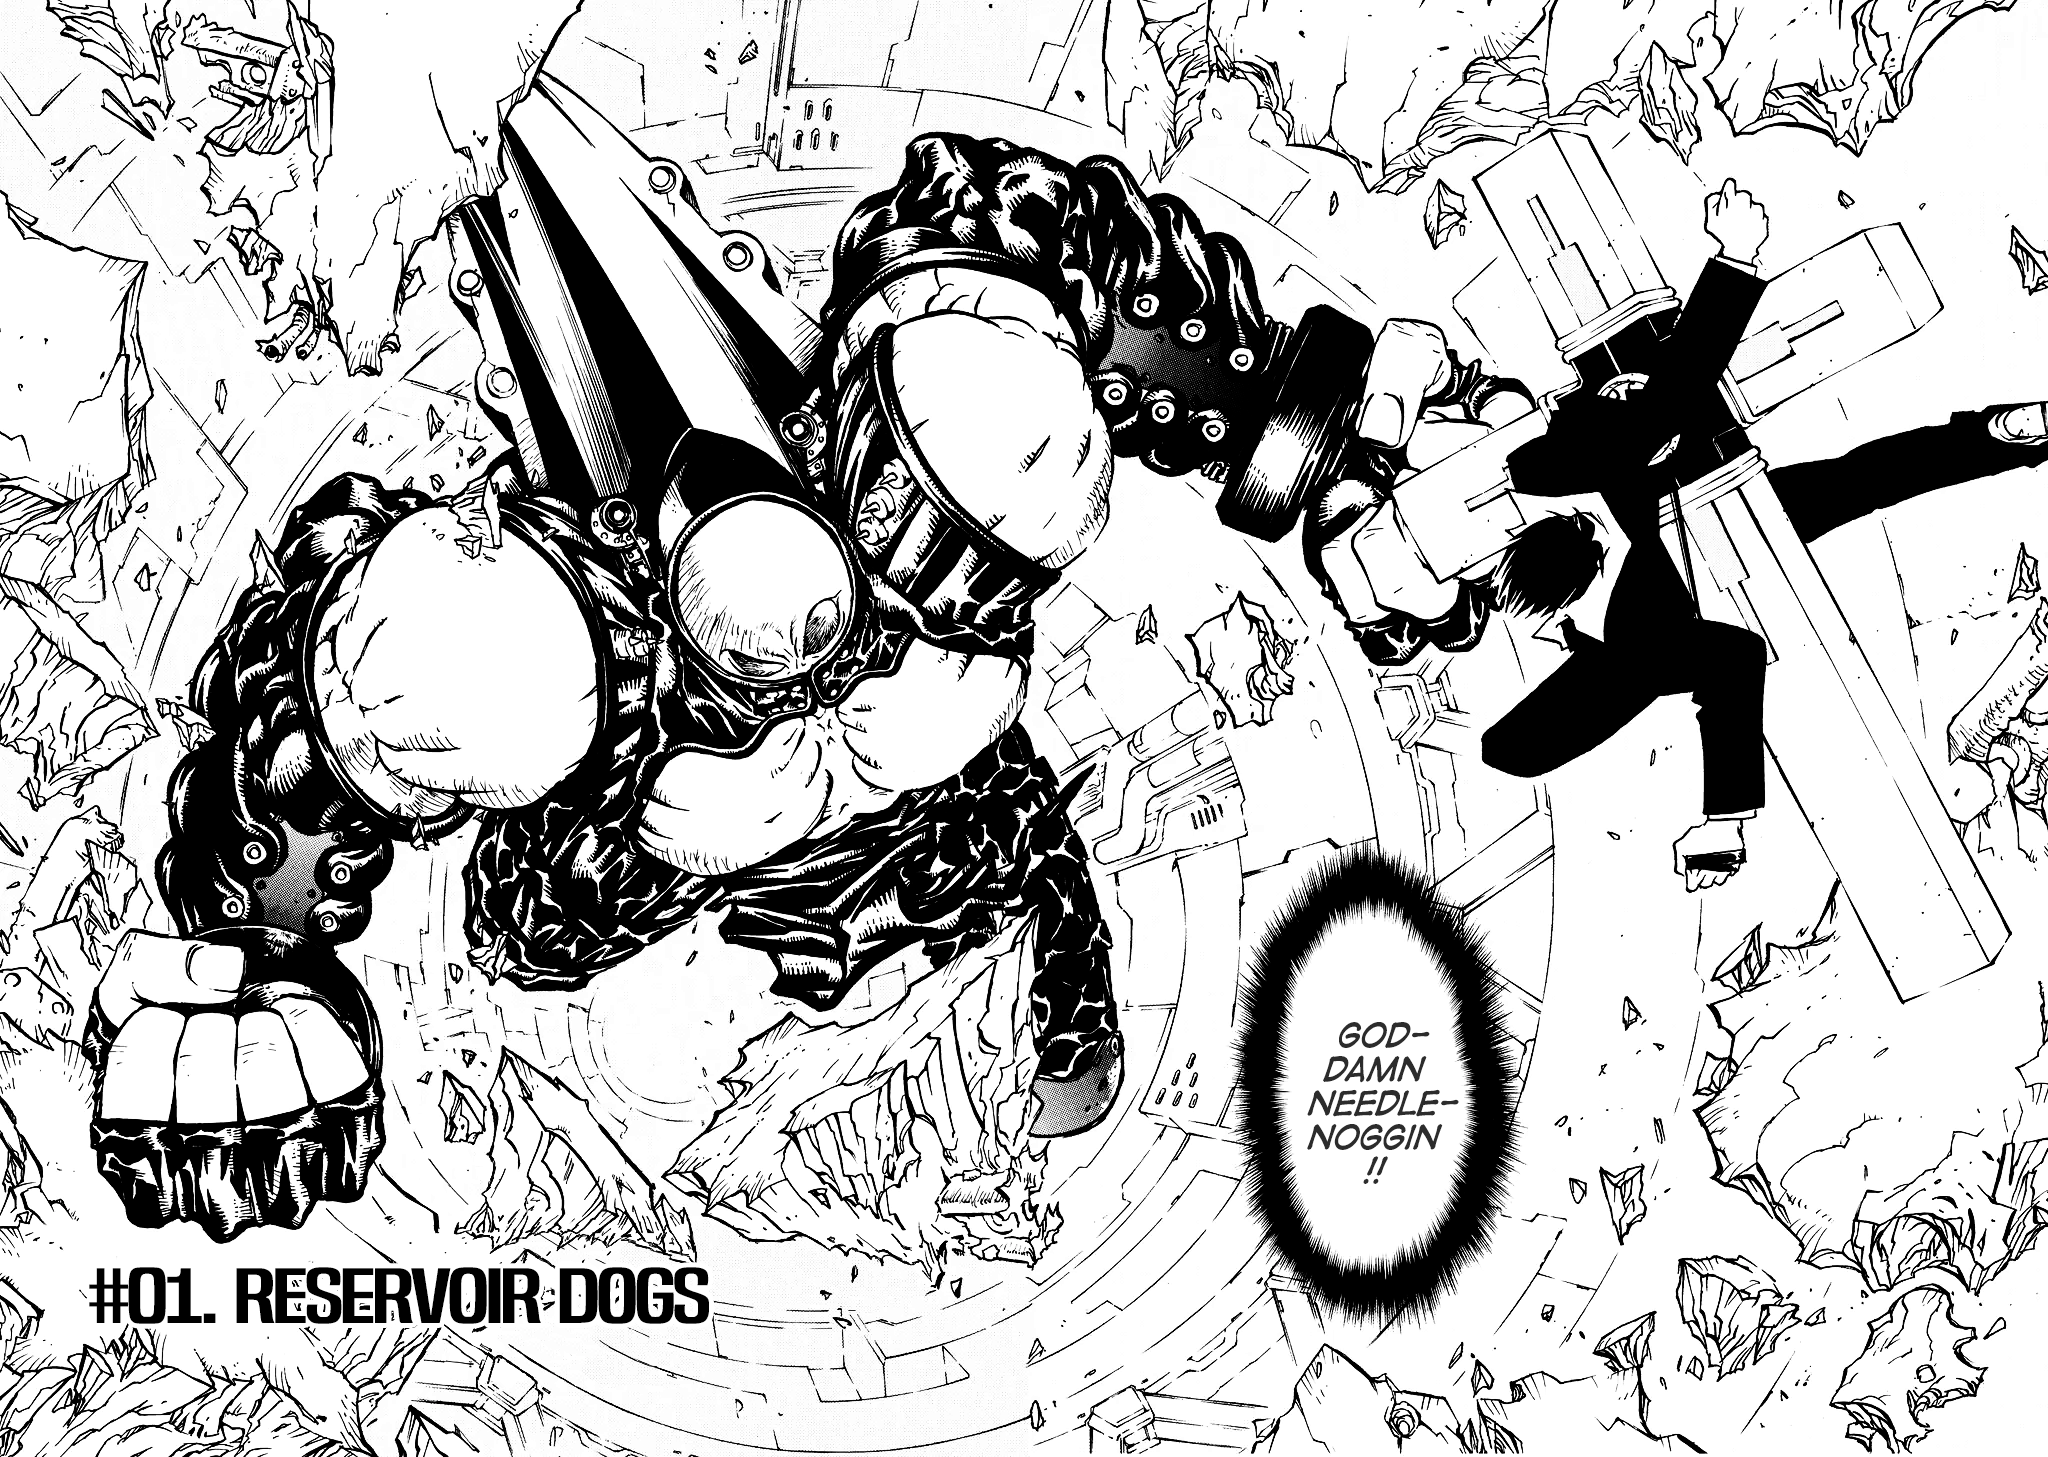 GOD-
DAMN
NEEDLE-
NOGGIN
!!
#01. RESERVOIR DOGS